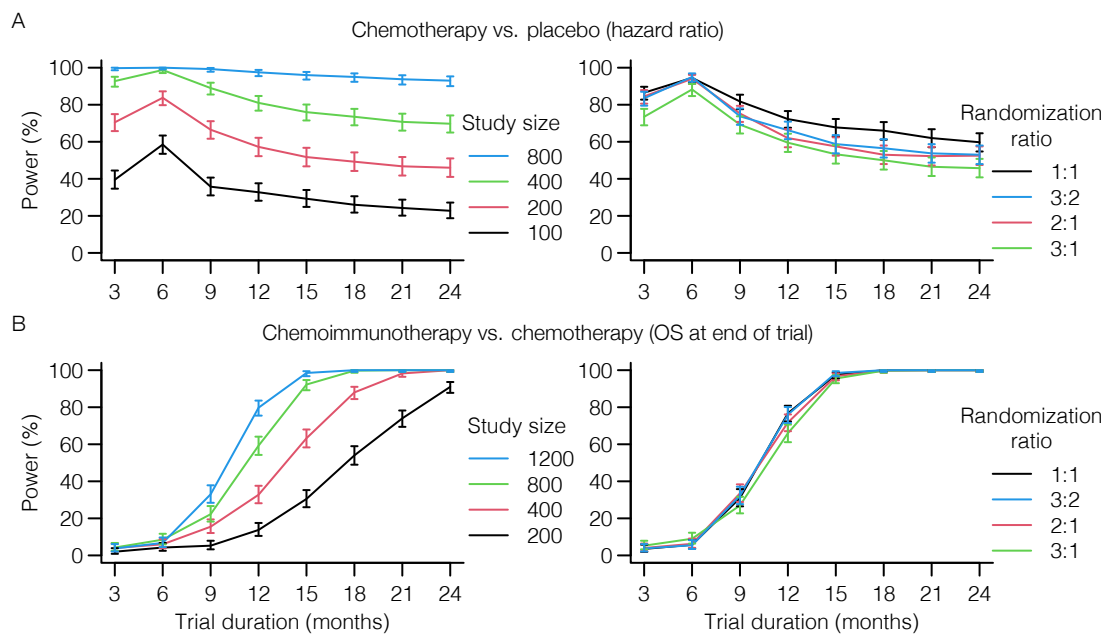 A
Chemotherapy vs. placebo (hazard ratio)
Power (%)
100
80
60
40
20
0
3 6 9 12 15 18 21 24
Study size
800
400
200
100
100
80
60
40
20
0
3 6 9 12 15 18 21 24
Randomization
ratio
1:1
3:2
2:1
3:1
B
Chemoimmunotherapy vs. chemotherapy (OS at end of trial)
Power (%)
100
80
60
40
20
0
3 6 9 12 15 18 21 24
Trial duration (months)
Study size
1200
800
400
200
100
80
60
40
20
0
3 6 9 12 15 18 21 24
Trial duration (months)
Randomization
ratio
1:1
3:2
2:1
3:1